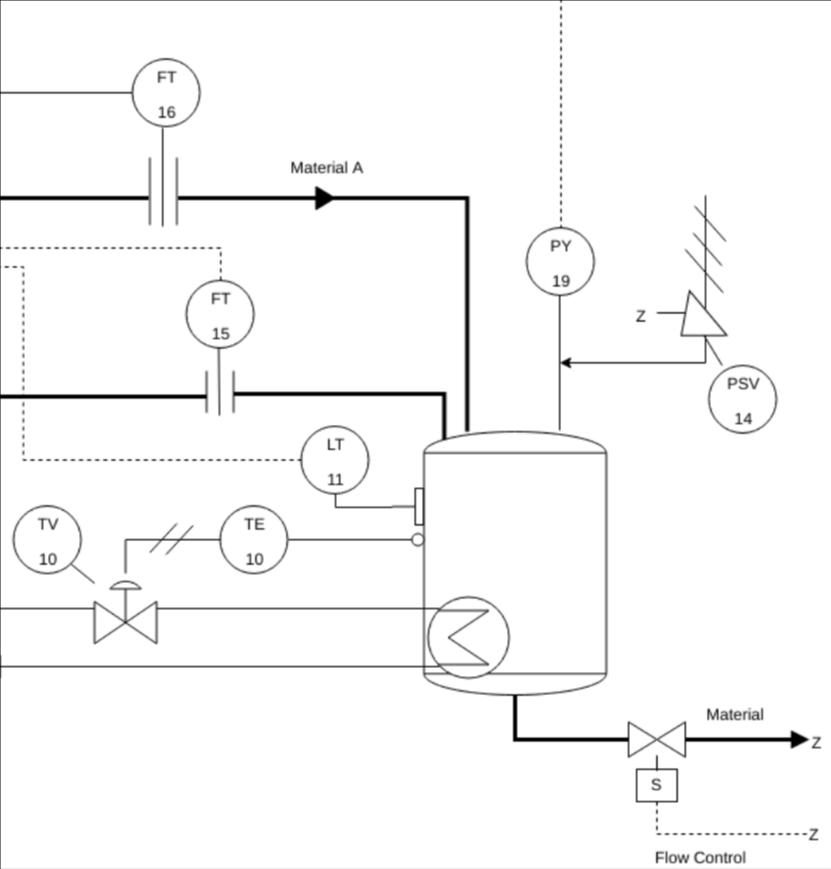 FT
16
Material A
PY
19
FT
15
Z
PSV
14
LT
11
TV
10
TE
10
Material
Z
S
Z
Flow Control